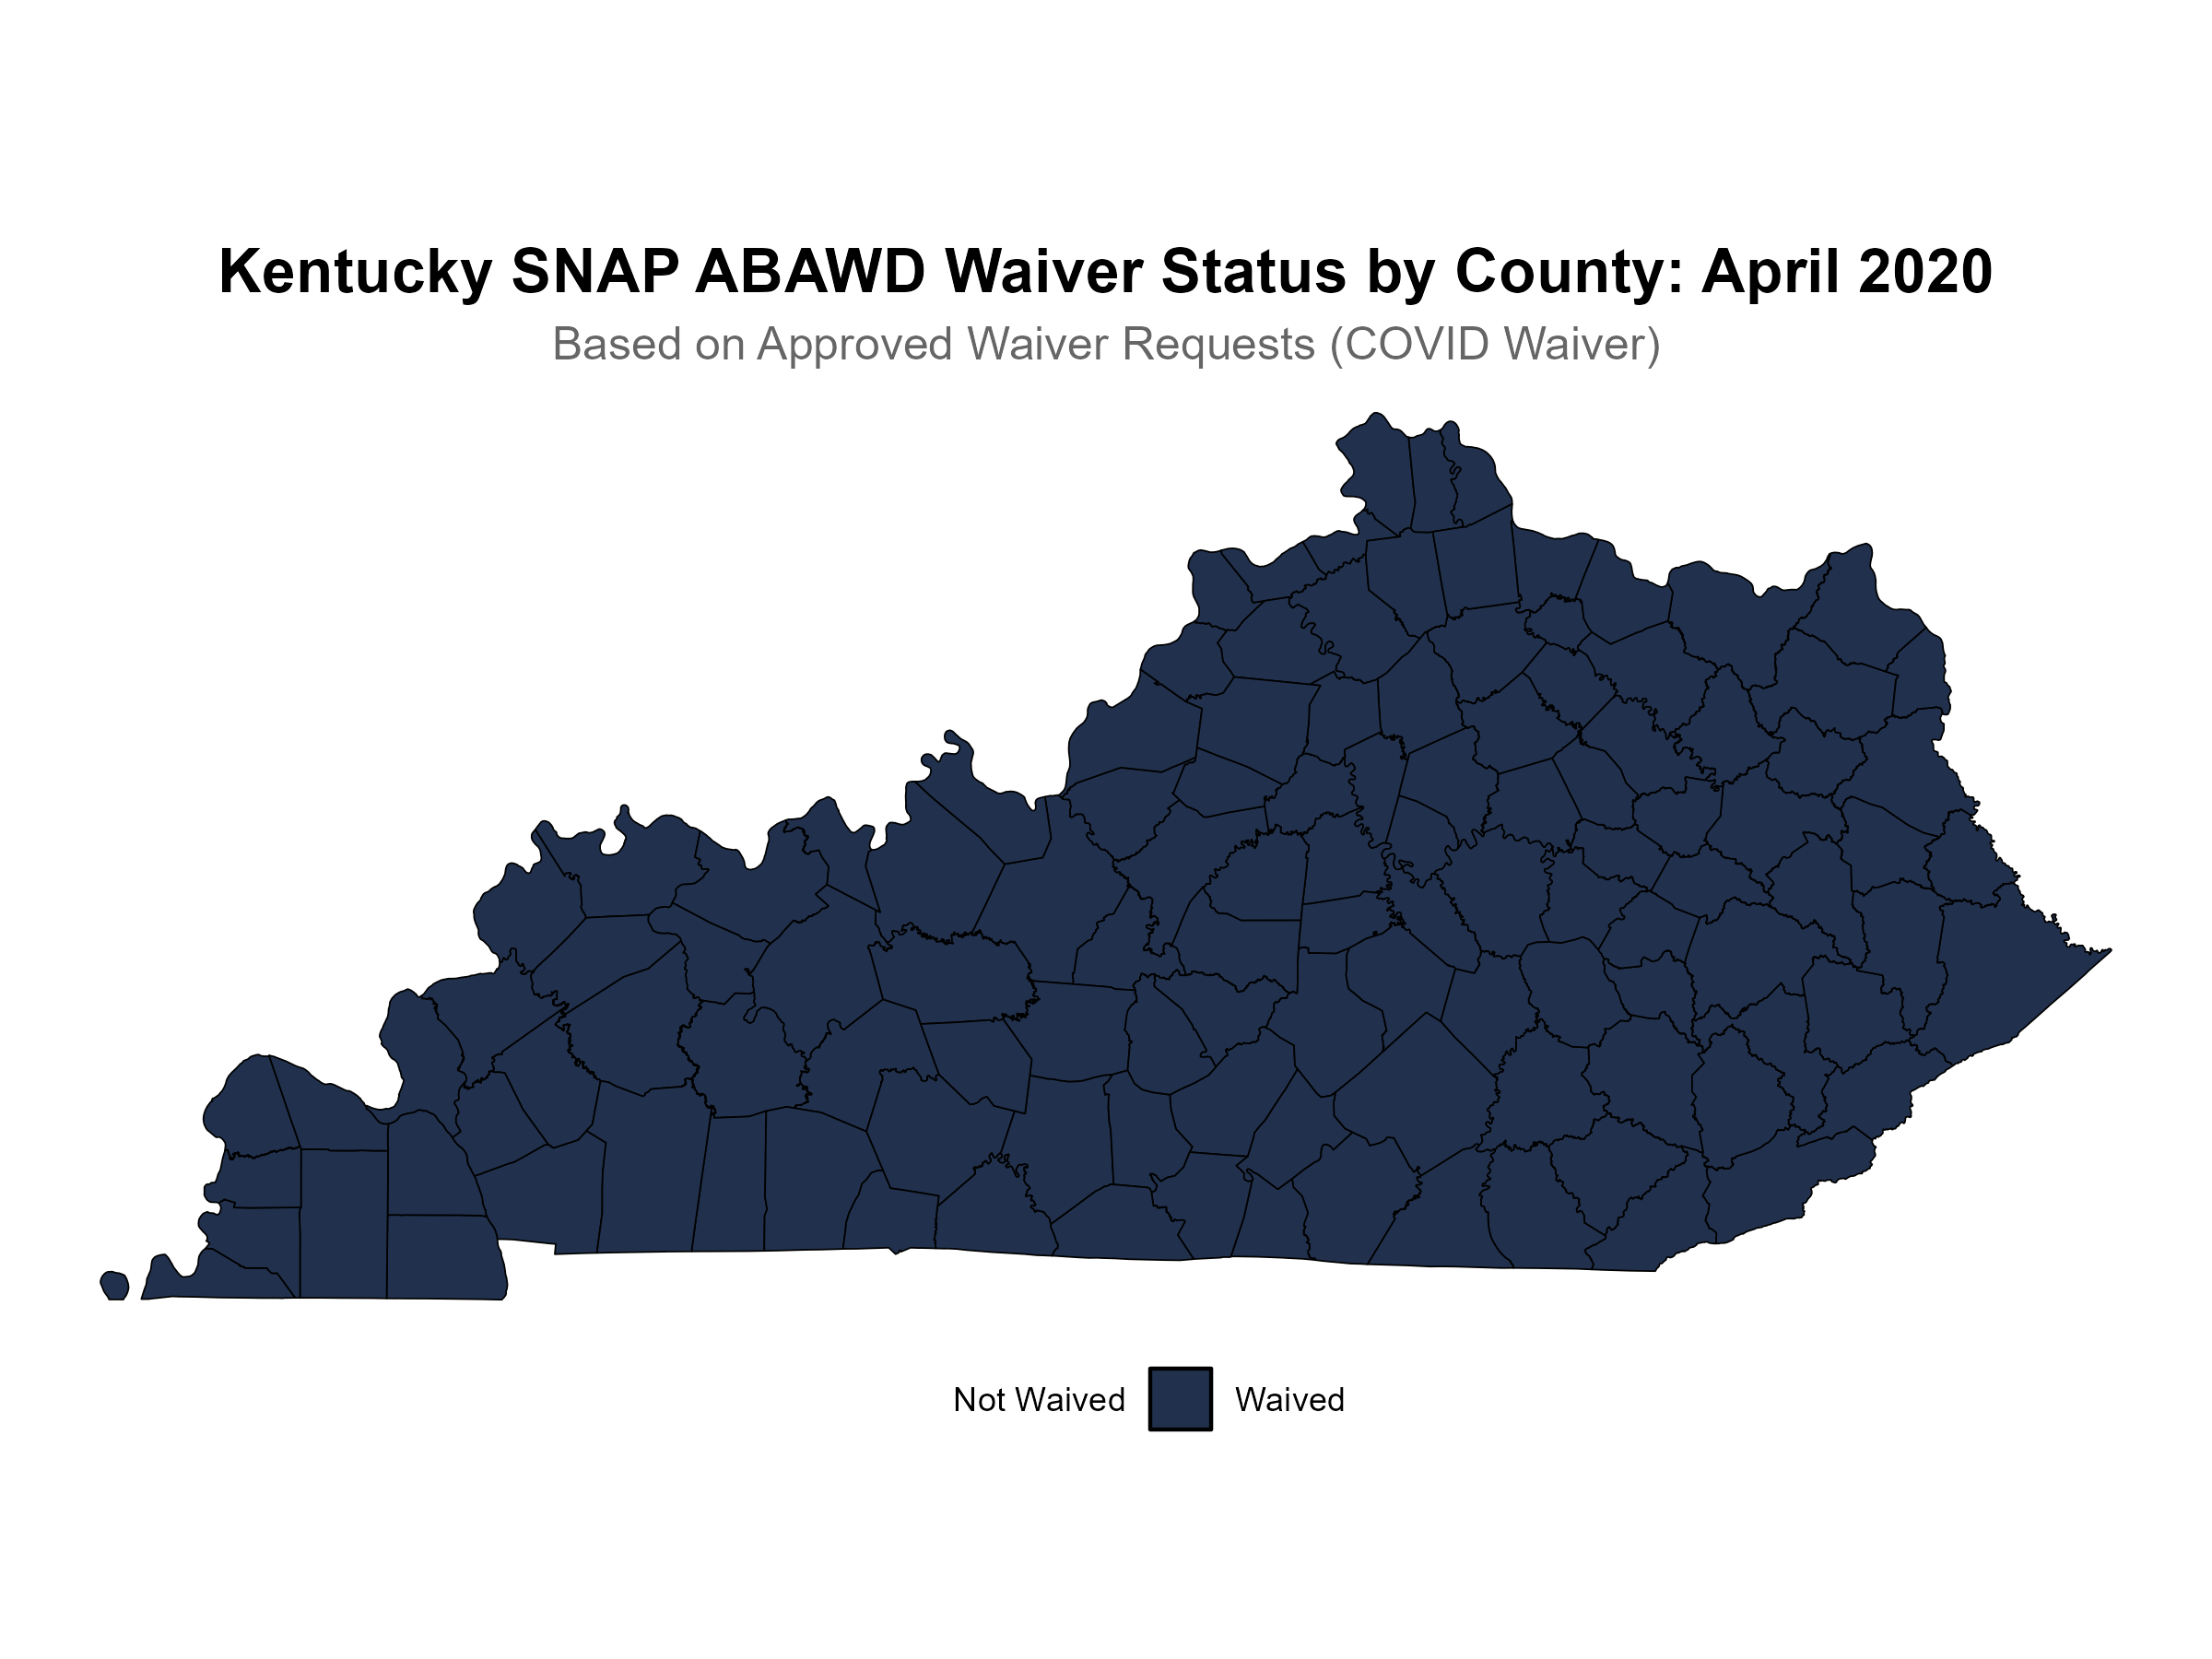 Kentucky SNAP ABAWD Waiver Status by County: April 2020
Based on Approved Waiver Requests (COVID Waiver)
Not Waived Waived